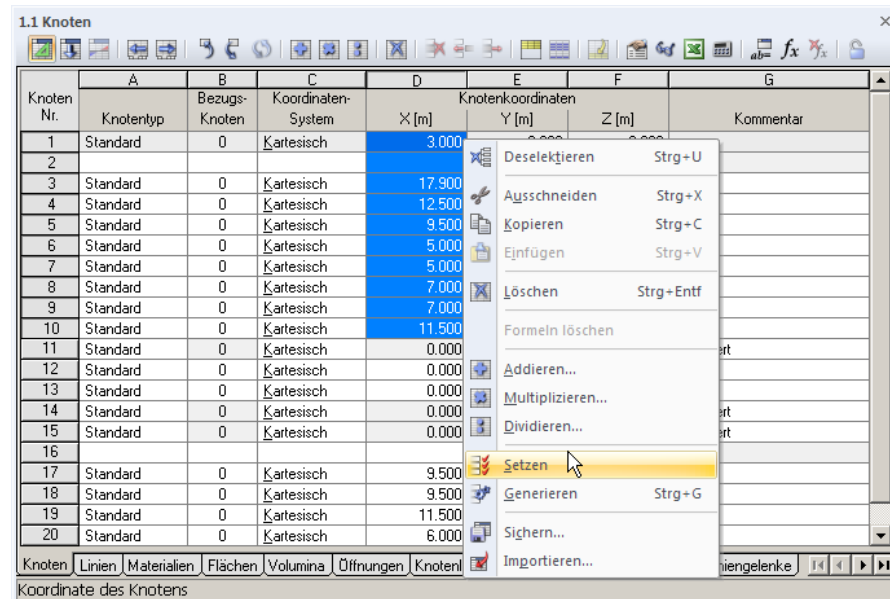 1.1 Knoten
A B C D E F G
Knoten Nr. Knotentyp Bezugs-Knoten Koordinaten-System Knotenkoordinaten X [m] Y [m] Z [m] Kommentar
1 Standard 0 Kartesisch 3.000
2
3 Standard 0 Kartesisch 17.900
4 Standard 0 Kartesisch 12.500
5 Standard 0 Kartesisch 9.500
6 Standard 0 Kartesisch 5.000
7 Standard 0 Kartesisch 5.000
8 Standard 0 Kartesisch 7.000
9 Standard 0 Kartesisch 7.000
10 Standard 0 Kartesisch 11.500
11 Standard 0 Kartesisch 0.000
12 Standard 0 Kartesisch 0.000
13 Standard 0 Kartesisch 0.000
14 Standard 0 Kartesisch 0.000
15 Standard 0 Kartesisch 0.000
16
17 Standard 0 Kartesisch 9.500
18 Standard 0 Kartesisch 9.500
19 Standard 0 Kartesisch 11.500
20 Standard 0 Kartesisch 6.000
Deselektieren Strg+U
Ausschneiden Strg+X
Kopieren Strg+C
Einfügen Strg+V
Löschen Strg+Entf
Formeln löschen
Addieren...
Multiplizieren...
Dividieren...
Setzen
Generieren Strg+G
Sichern...
Importieren...
Knoten Linien Materialien Flächen Volumina Öffnungen
Koordinate des Knotens